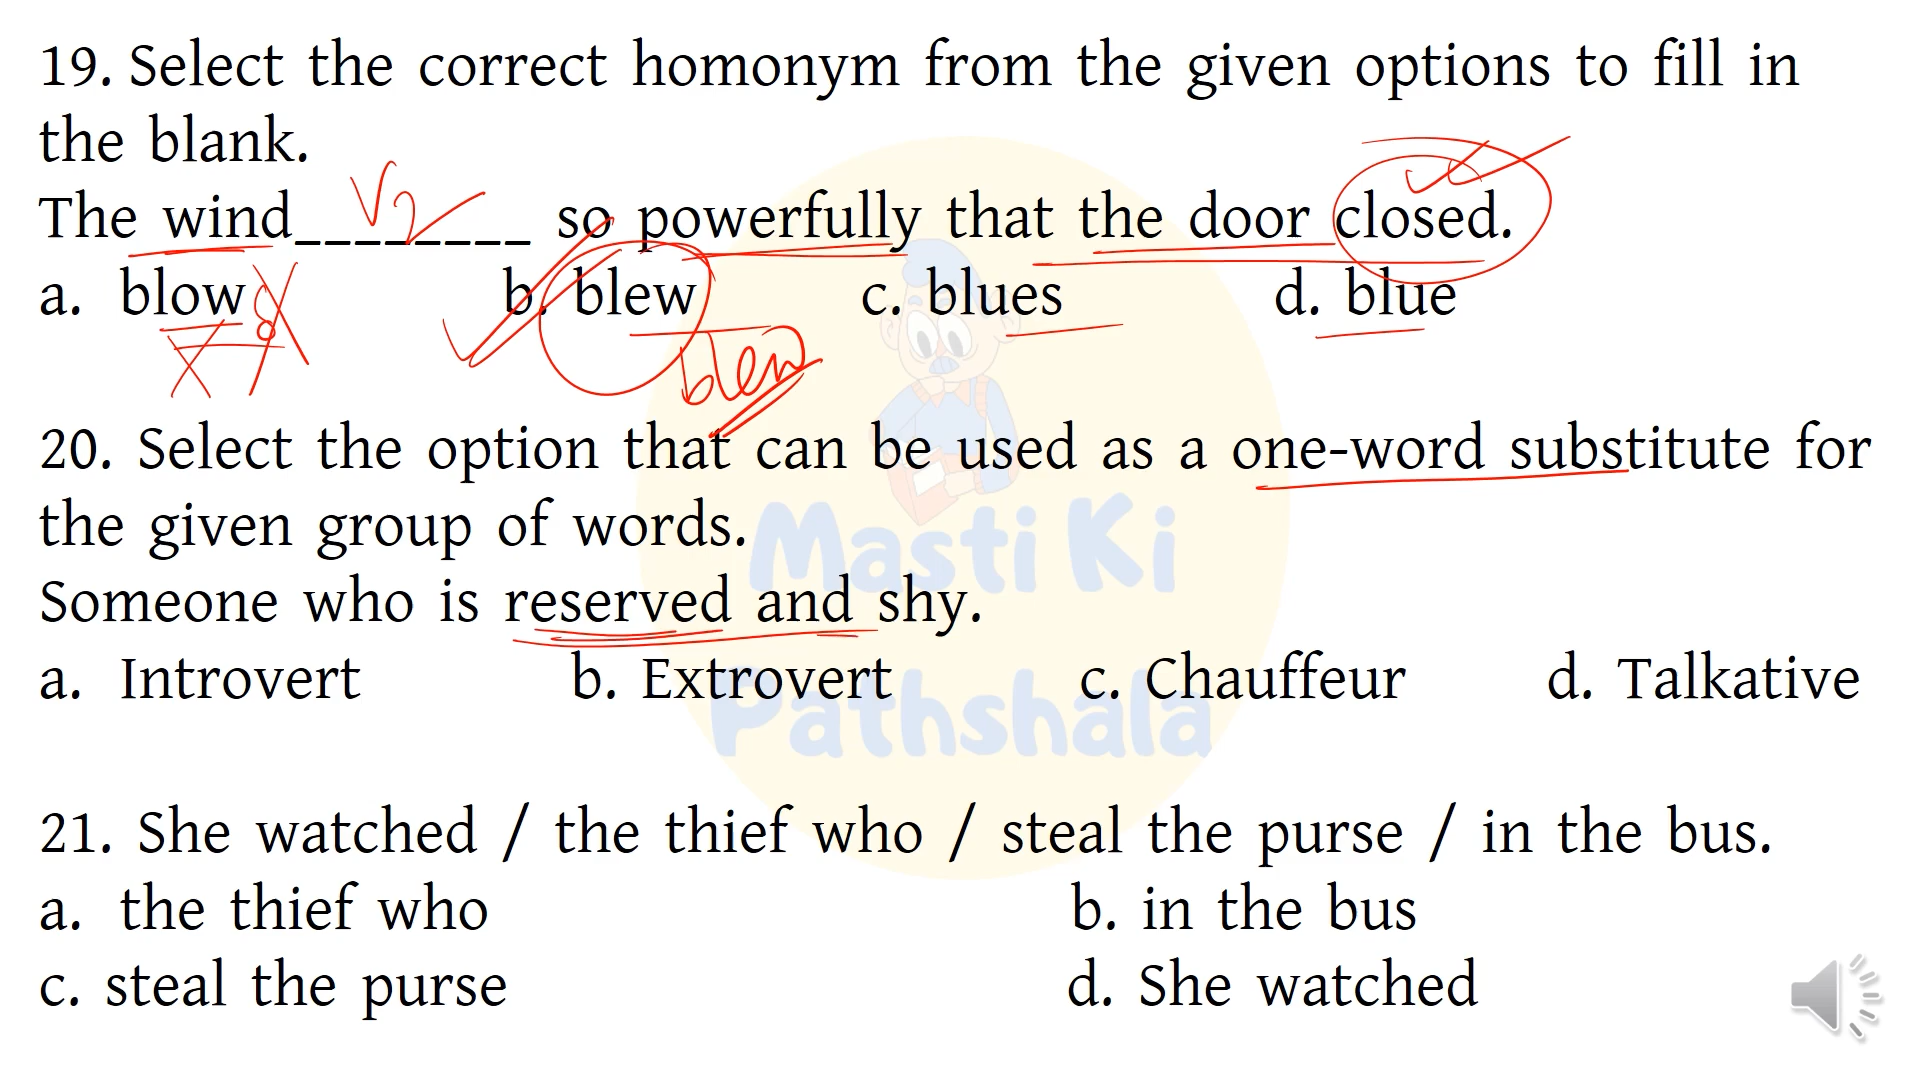 19. Select the correct homonym from the given options to fill in
the blank.
V2
The wind________ so powerfully that the door closed.
a. blow b. blew c. blues d. blue
blew
20. Select the option that can be used as a one-word substitute for
the given group of words.
Someone who is reserved and shy.
a. Introvert b. Extrovert c. Chauffeur d. Talkative
21. She watched / the thief who / steal the purse / in the bus.
a. the thief who b. in the bus
c. steal the purse d. She watched
Masti Ki
Pathshala